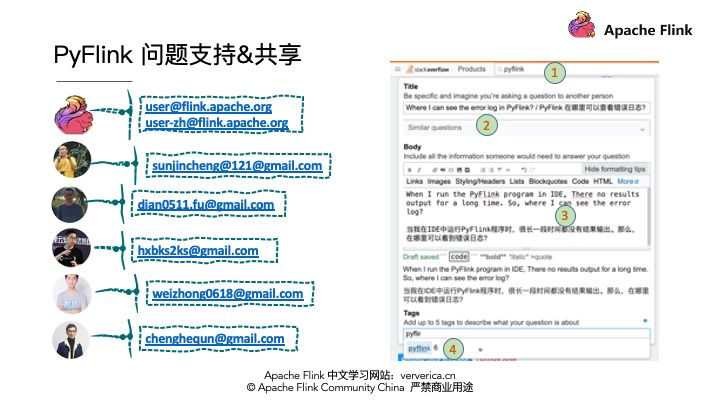 Apache Flink
PyFlink 问题支持&共享
user@flink.apache.org
user-zh@flink.apache.org
sunjincheng@121@gmail.com
dian0511.fu@gmail.com
hxbks2ks@gmail.com
weizhong0618@gmail.com
chenghequn@gmail.com
stackoverflow Products pyflink
1
Title
Be specific and imagine you're asking a question to another person
Where I can see the error log in PyFlink? / PyFlink 在哪里可以查看错误日志?
Similar questions
2
Body
Include all the information someone would need to answer your question
Hide formatting tips
Links Images Styling/Headers Lists Blockquotes Code HTML More
When I run the PyFlink program in IDE, There no results
output for a long time. So, where I can see the error
log?
3
当我在IDE中运行PyFlink程序时，很长一段时间都没有结果输出。那么，在
哪里可以看到错误日志?
Draft saved ``` code ``` **bold** *italic* >quote
When I run the PyFlink program in IDE, There no results output for a long time.
So, where I can see the error log?
当我在IDE中运行PyFlink程序时，很长一段时间都没有结果输出。那么，在哪里可
以看到错误日志?
Tags
Add up to 5 tags to describe what your question is about
pyflir
pyflink 6
4
Apache Flink 中文学习网站：ververica.cn
© Apache Flink Community China 严禁商业用途